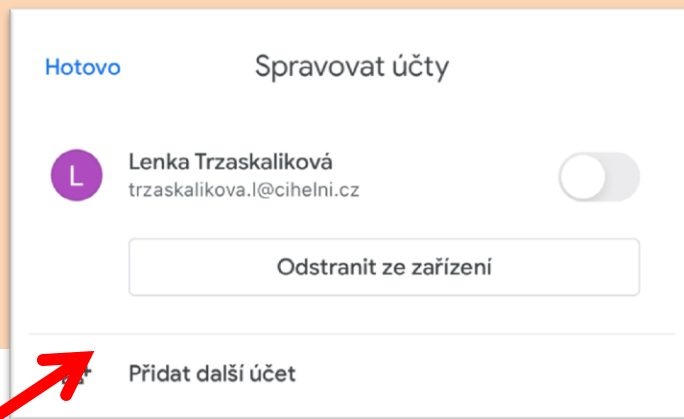 Hotovo
Spravovat účty
L
Lenka Trzaskaliková
trzaskalikova.l@cihelni.cz
Odstranit ze zařízení
Přidat další účet